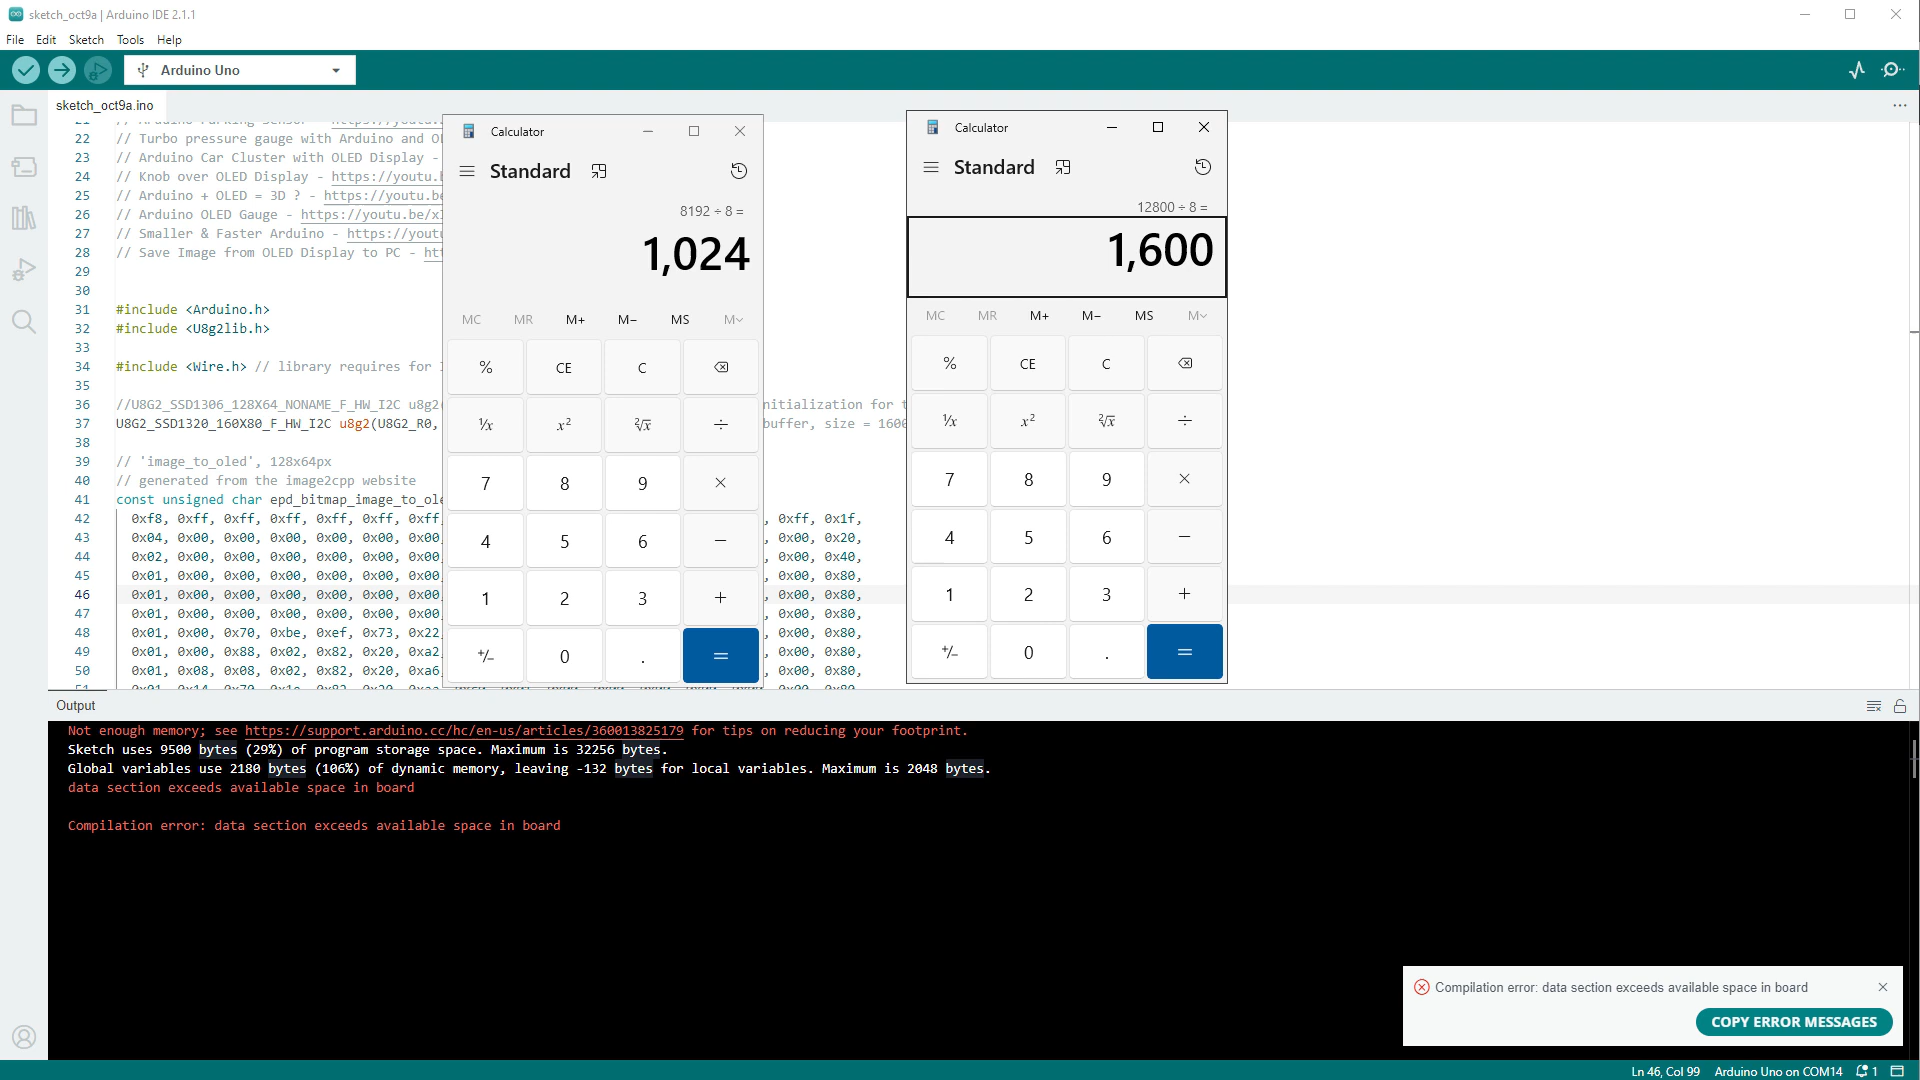 sketch_oct9a | Arduino IDE 2.1.1
File Edit Sketch Tools Help
Arduino Uno
sketch_oct9a.ino
22 // Turbo pressure gauge with Arduino and O
23 // Arduino Car Cluster with OLED Display -
24 // Knob over OLED Display - https://youtu.
25 // Arduino + OLED = 3D ? - https://youtu.be
26 // Arduino OLED Gauge - https://youtu.be/x
27 // Smaller & Faster Arduino - https://yout
28 // Save Image from OLED Display to PC - ht
29
30
31 #include <Arduino.h>
32 #include <U8g2lib.h>
33
34 #include <Wire.h> // library requires for
35
36 //U8G2_SSD1306_128X64_NONAME_F_HW_I2C u8g2( nitialization for t
37 U8G2_SSD1320_160X80_F_HW_I2C u8g2(U8G2_R0, buffer, size = 1600
38
39 // 'image_to_oled', 128x64px
40 // generated from the image2cpp website
41 const unsigned char epd_bitmap_image_to_ole
42 0xf8, 0xff, 0xff, 0xff, 0xff, 0xff, 0xff , 0xff, 0x1f,
43 0x04, 0x00, 0x00, 0x00, 0x00, 0x00, 0x00 , 0x00, 0x20,
44 0x02, 0x00, 0x00, 0x00, 0x00, 0x00, 0x00 , 0x00, 0x40,
45 0x01, 0x00, 0x00, 0x00, 0x00, 0x00, 0x00 , 0x00, 0x80,
46 0x01, 0x00, 0x00, 0x00, 0x00, 0x00, 0x00 , 0x00, 0x80,
47 0x01, 0x00, 0x00, 0x00, 0x00, 0x00, 0x00 , 0x00, 0x80,
48 0x01, 0x00, 0x70, 0xbe, 0xef, 0x73, 0x22 , 0x00, 0x80,
49 0x01, 0x00, 0x88, 0x02, 0x82, 0x20, 0xa2 , 0x00, 0x80,
50 0x01, 0x08, 0x08, 0x02, 0x82, 0x20, 0xa6 , 0x00, 0x80,
Calculator
Standard
8192 ÷ 8 =
1,024
MC MR M+ M− MS M
% CE C
¹⁄x x² ²√x ÷
7 8 9 ×
4 5 6 −
1 2 3 +
+/− 0 . =
Calculator
Standard
12800 ÷ 8 =
1,600
MC MR M+ M− MS M
% CE C
¹⁄x x² ²√x ÷
7 8 9 ×
4 5 6 −
1 2 3 +
+/− 0 . =
Output
Not enough memory; see https://support.arduino.cc/hc/en-us/articles/360013825179 for tips on reducing your footprint.
Sketch uses 9500 bytes (29%) of program storage space. Maximum is 32256 bytes.
Global variables use 2180 bytes (106%) of dynamic memory, leaving -132 bytes for local variables. Maximum is 2048 bytes.
data section exceeds available space in board
Compilation error: data section exceeds available space in board
Compilation error: data section exceeds available space in board
COPY ERROR MESSAGES
Ln 46, Col 99 Arduino Uno on COM14 1